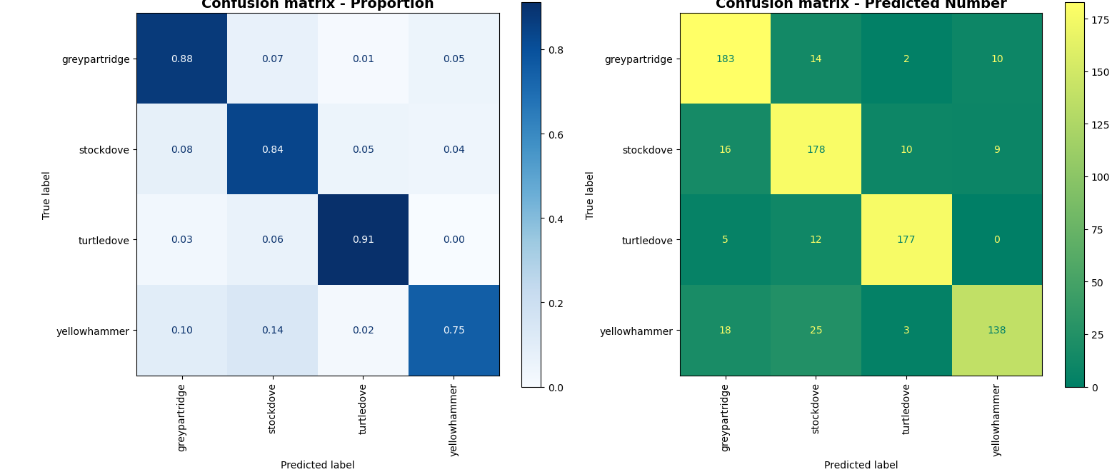 Confusion matrix - Proportion
greypartridge 0.88 0.07 0.01 0.05
stockdove 0.08 0.84 0.05 0.04
turtledove 0.03 0.06 0.91 0.00
yellowhammer 0.10 0.14 0.02 0.75
True label
greypartridge
stockdove
turtledove
yellowhammer
Predicted label
0.8
0.6
0.4
0.2
0.0
Confusion matrix - Predicted Number
greypartridge 183 14 2 10
stockdove 16 178 10 9
turtledove 5 12 177 0
yellowhammer 18 25 3 138
True label
greypartridge
stockdove
turtledove
yellowhammer
Predicted label
175
150
125
100
75
50
25
0